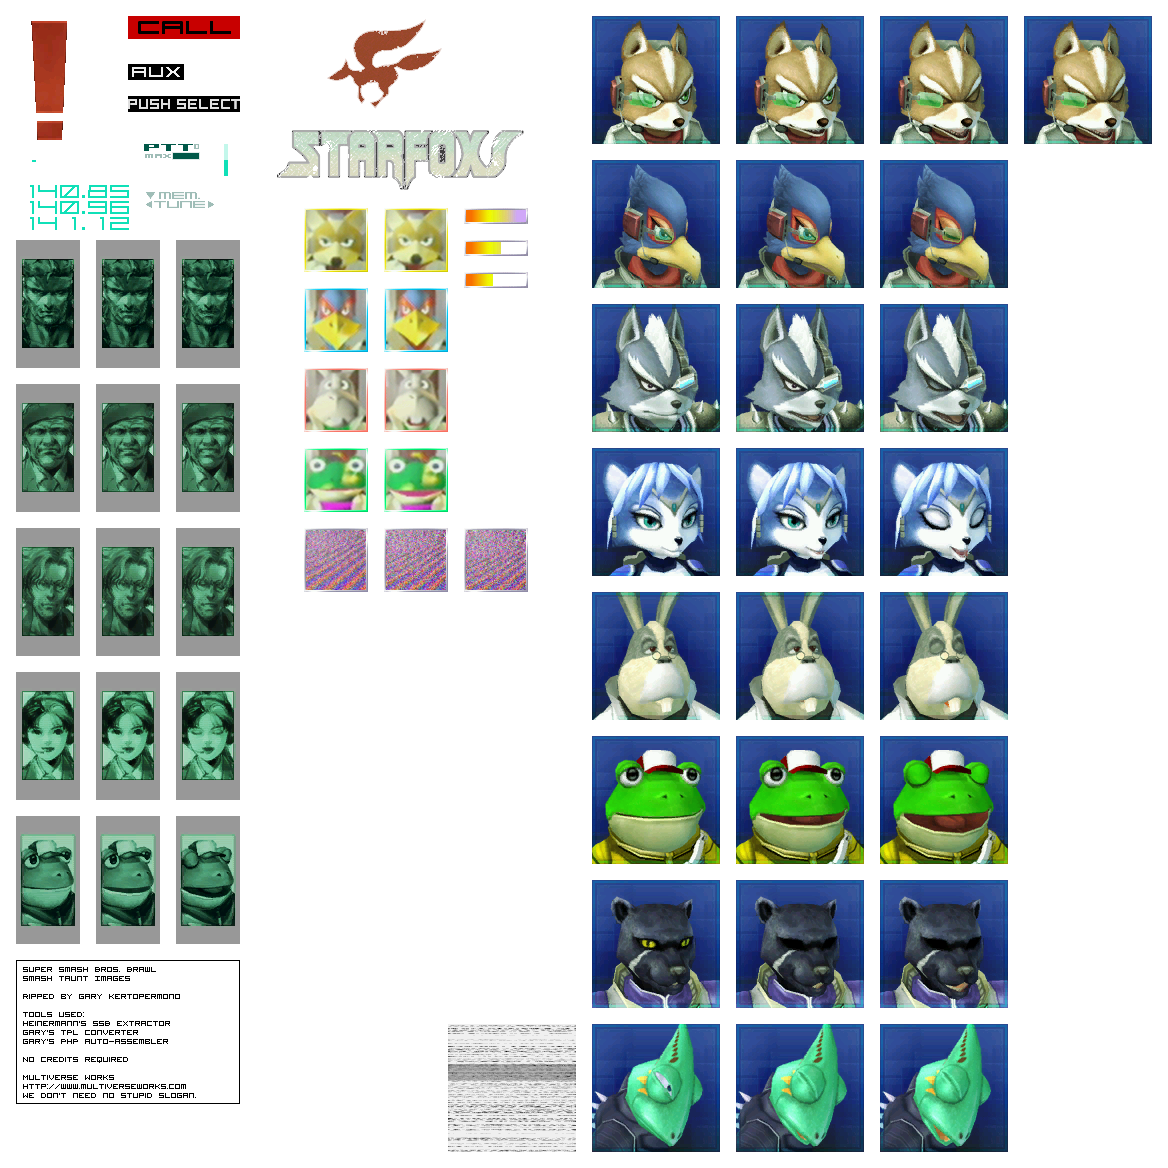 CALL
AUX
PUSH SELECT
PTT
MAX
140.85
140.96
141.12
MEM.
TUNE
STARFOX
SUPER SMASH BROS. BRAWL
SMASH TAUNT IMAGES
RIPPED BY GARY KERTOPERMONO
TOOLS USED:
HEINERMANN'S SSB EXTRACTOR
GARY'S TPL CONVERTER
GARY'S PHP AUTO-ASSEMBLER
NO CREDITS REQUIRED
MULTIVERSE WORKS
HTTP://WWW.MULTIVERSEWORKS.COM
WE DON'T NEED NO STUPID SLOGAN.